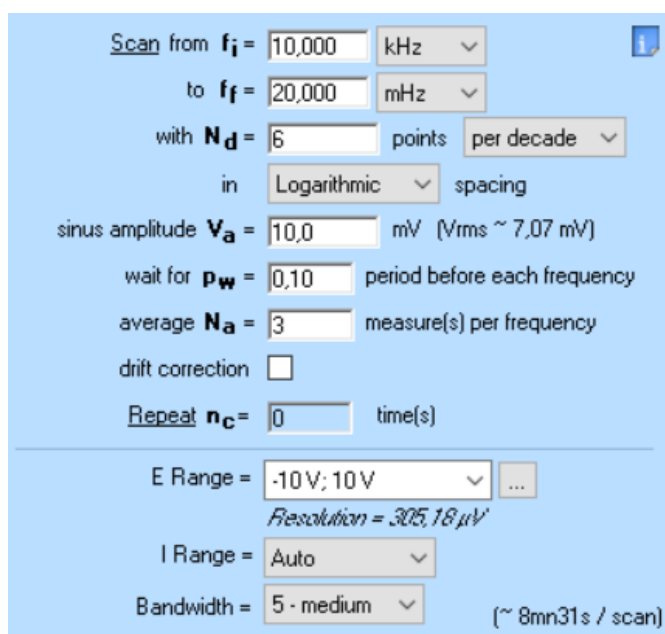 Scan from fi = 10,000 kHz
to ff = 20,000 mHz
with Nd = 6 points per decade
in Logarithmic spacing
sinus amplitude Va = 10,0 mV (Vrms ~ 7,07 mV)
wait for pw = 0,10 period before each frequency
average Na = 3 measure(s) per frequency
drift correction
Repeat nc = 0 time(s)
E Range = -10 V; 10 V ...
Resolution = 305,18 µV
I Range = Auto
Bandwidth = 5 - medium (~ 8mn31s / scan)